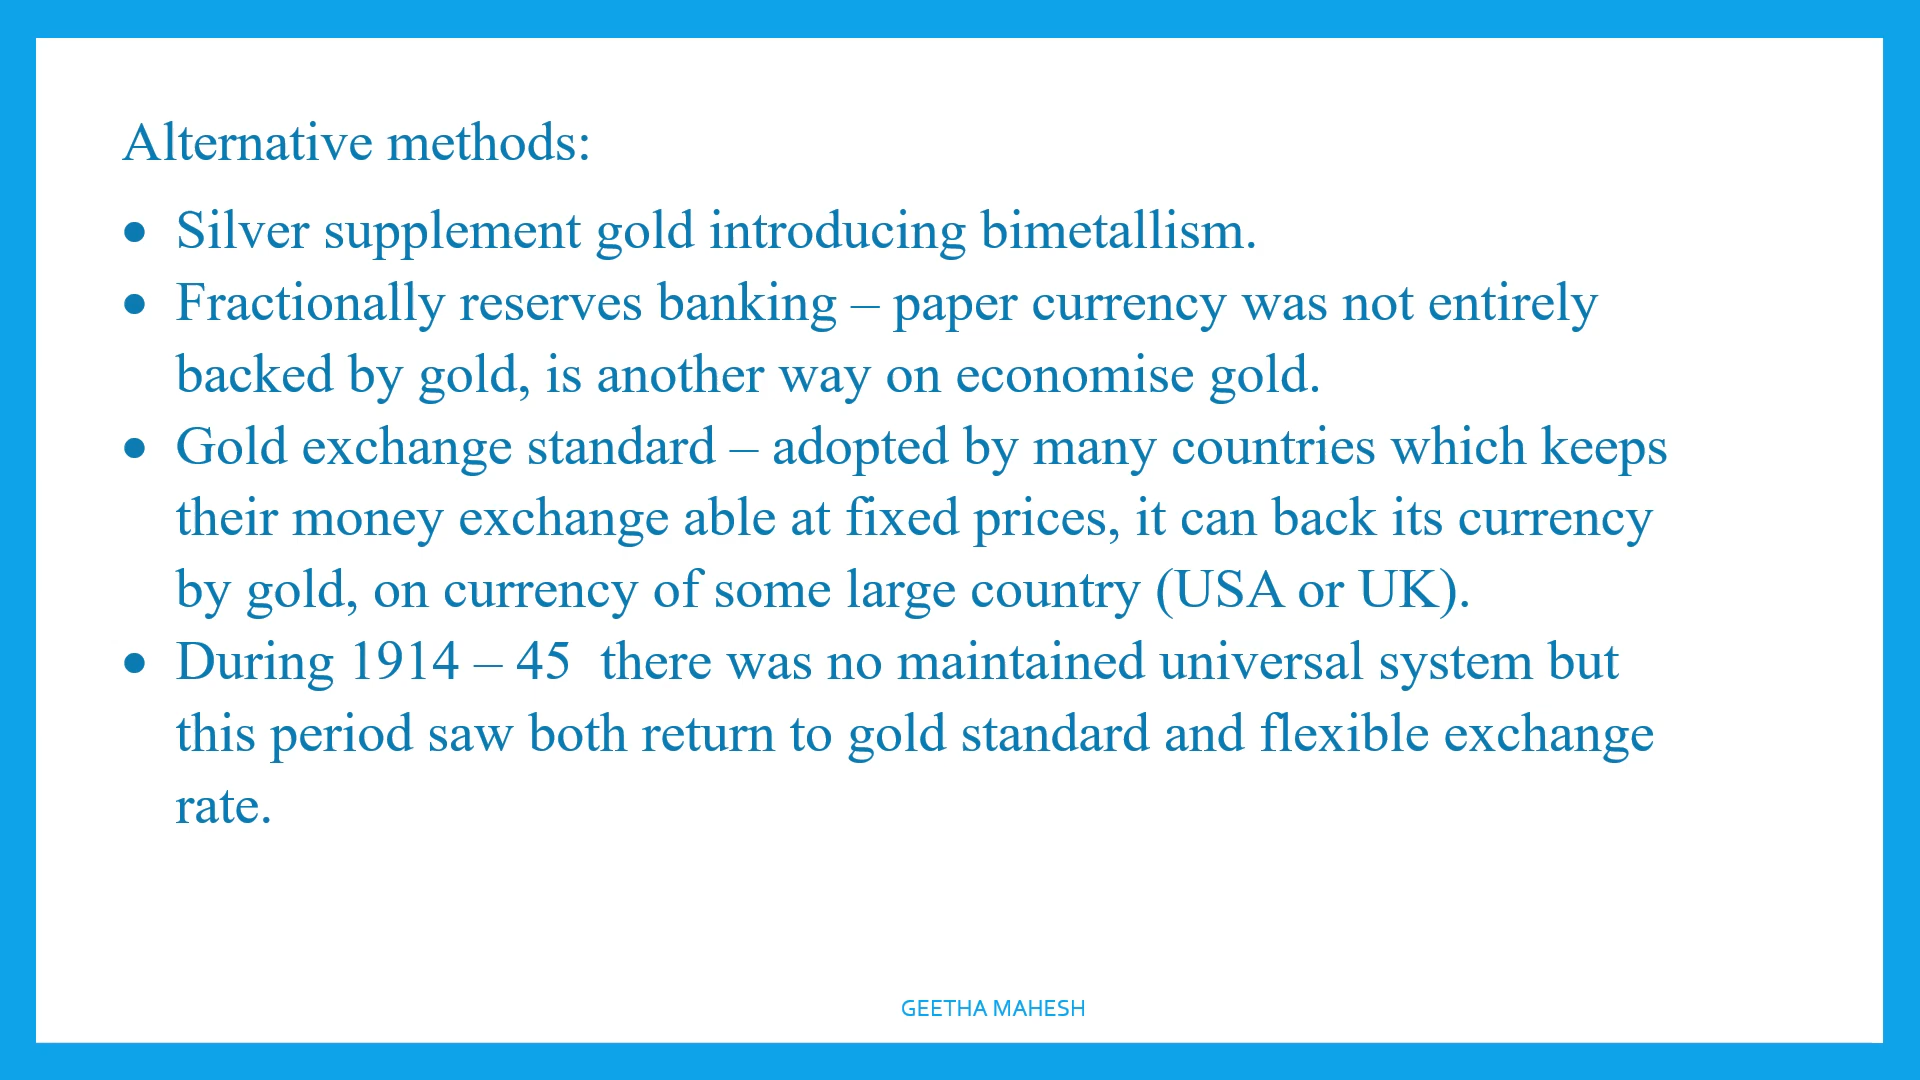 Alternative methods:
• Silver supplement gold introducing bimetallism.
• Fractionally reserves banking – paper currency was not entirely
backed by gold, is another way on economise gold.
• Gold exchange standard – adopted by many countries which keeps
their money exchange able at fixed prices, it can back its currency
by gold, on currency of some large country (USA or UK).
• During 1914 – 45  there was no maintained universal system but
this period saw both return to gold standard and flexible exchange
rate.
GEETHA MAHESH